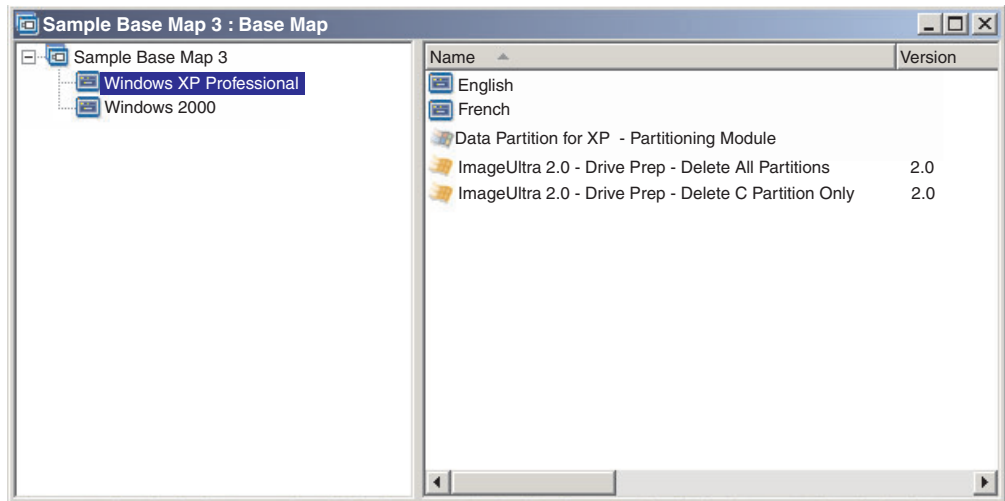 Sample Base Map 3 : Base Map
Sample Base Map 3
Windows XP Professional
Windows 2000
Name Version
English
French
Data Partition for XP - Partitioning Module
ImageUltra 2.0 - Drive Prep - Delete All Partitions 2.0
ImageUltra 2.0 - Drive Prep - Delete C Partition Only 2.0